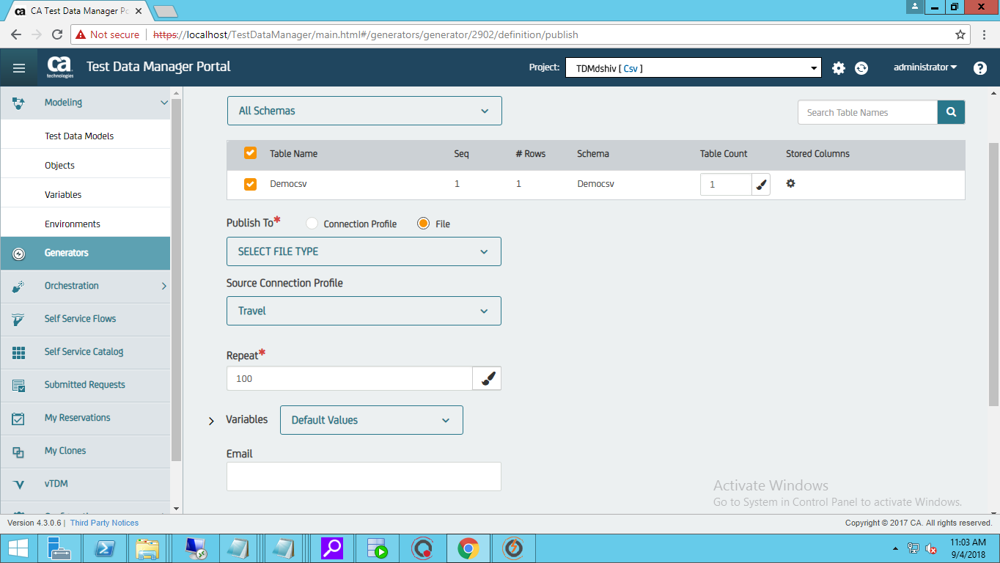 CA Test Data Manager Po
Not secure https://localhost/TestDataManager/main.html#/generators/generator/2902/definition/publish
ca technologies Test Data Manager Portal Project: TDMdshiv [ Csv ] administrator
Modeling
Test Data Models
Objects
Variables
Environments
Generators
Orchestration
Self Service Flows
Self Service Catalog
Submitted Requests
My Reservations
My Clones
vTDM
All Schemas
Search Table Names
Table Name Seq # Rows Schema Table Count Stored Columns
Democsv 1 1 Democsv 1
Publish To* Connection Profile File
SELECT FILE TYPE
Source Connection Profile
Travel
Repeat*
100
Variables Default Values
Email
Activate Windows
Go to System in Control Panel to activate Windows.
Version 4.3.0.6 | Third Party Notices
Copyright © 2017 CA. All rights reserved.
11:03 AM
9/4/2018